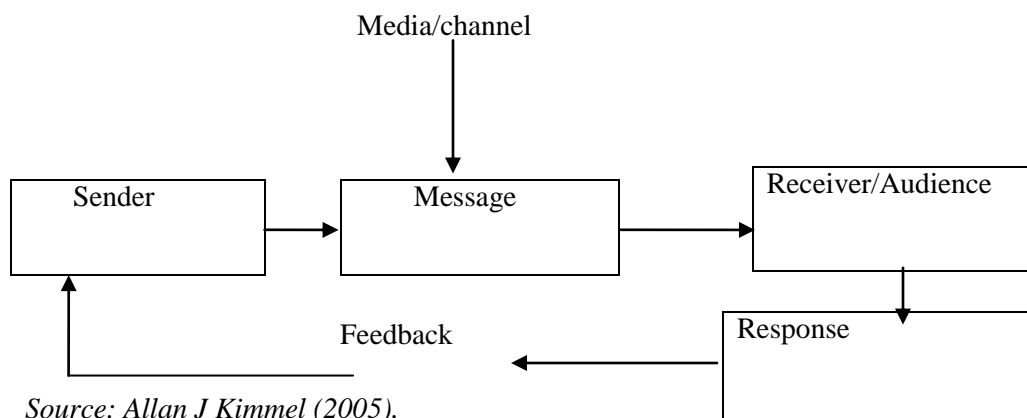 Media/channel
Sender
Message
Receiver/Audience
Feedback
Response
Source: Allan J Kimmel (2005).